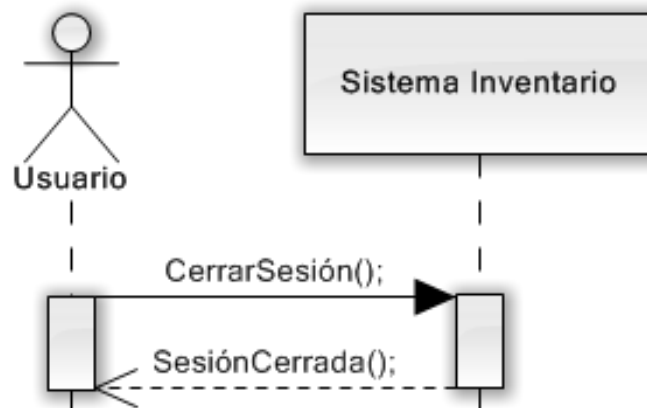 Sistema Inventario
Usuario
CerrarSesión();
SesiónCerrada();